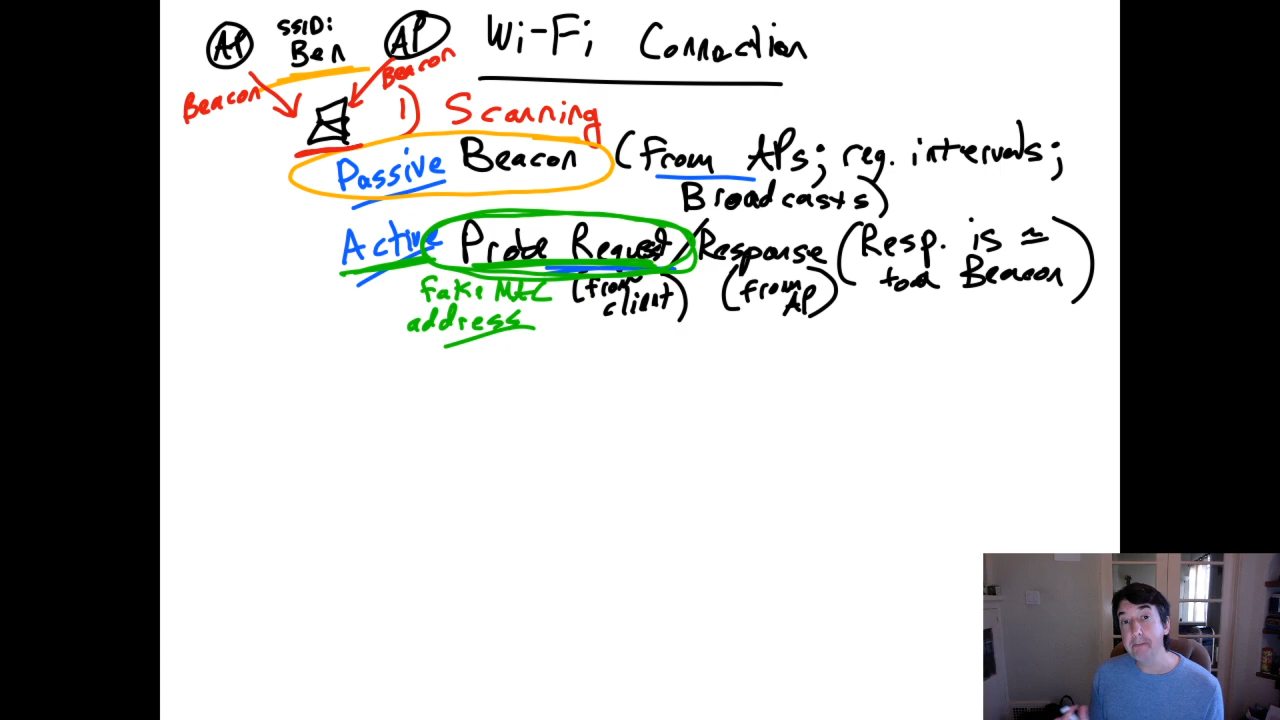 AP SSID: Ben AP
Wi-Fi Connection
Beacon Beacon
1) Scanning
Passive Beacon (from APs; reg. intervals;
Broadcasts)
Active Probe Request/Response (Resp. is ≈
to a Beacon)
fake MAC (from client) (from AP)
address